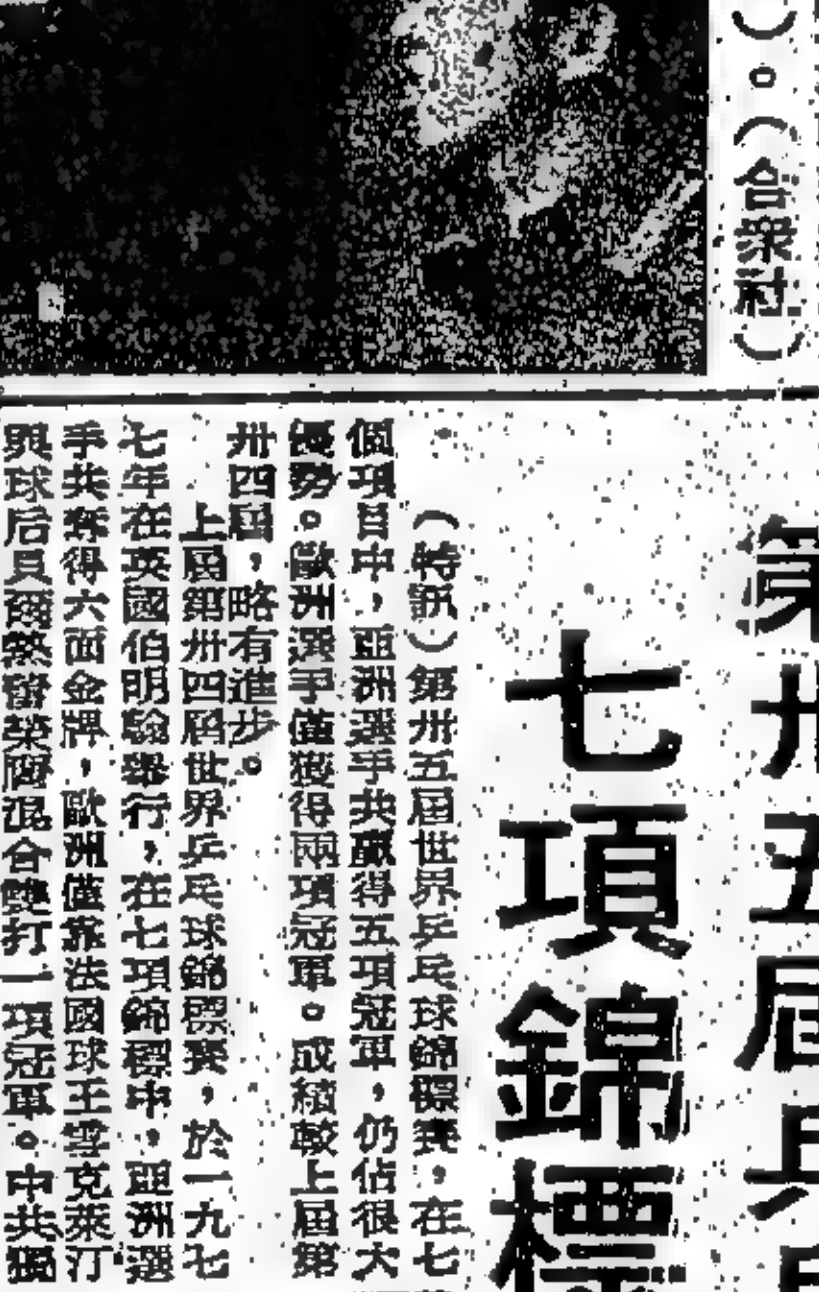 ）。（合衆社）
第卅五屆乒
七項錦標
（特訊）第卅五屆世界乒乓球錦標賽，在七
個項目中，亞洲選手共贏得五項冠軍，仍佔很大
優勢。歐洲選手僅獲得兩項冠軍。成績較上屆第
卅四屆，略有進步。
上屆第卅四屆世界乒乓球錦標賽，於一九七
七年在英國伯明翰舉行，在七項錦標中，亞洲選
手共奪得六面金牌，歐洲僅靠法國球王雪克萊汀
與球后貝 混合雙打一項冠軍。中共獨